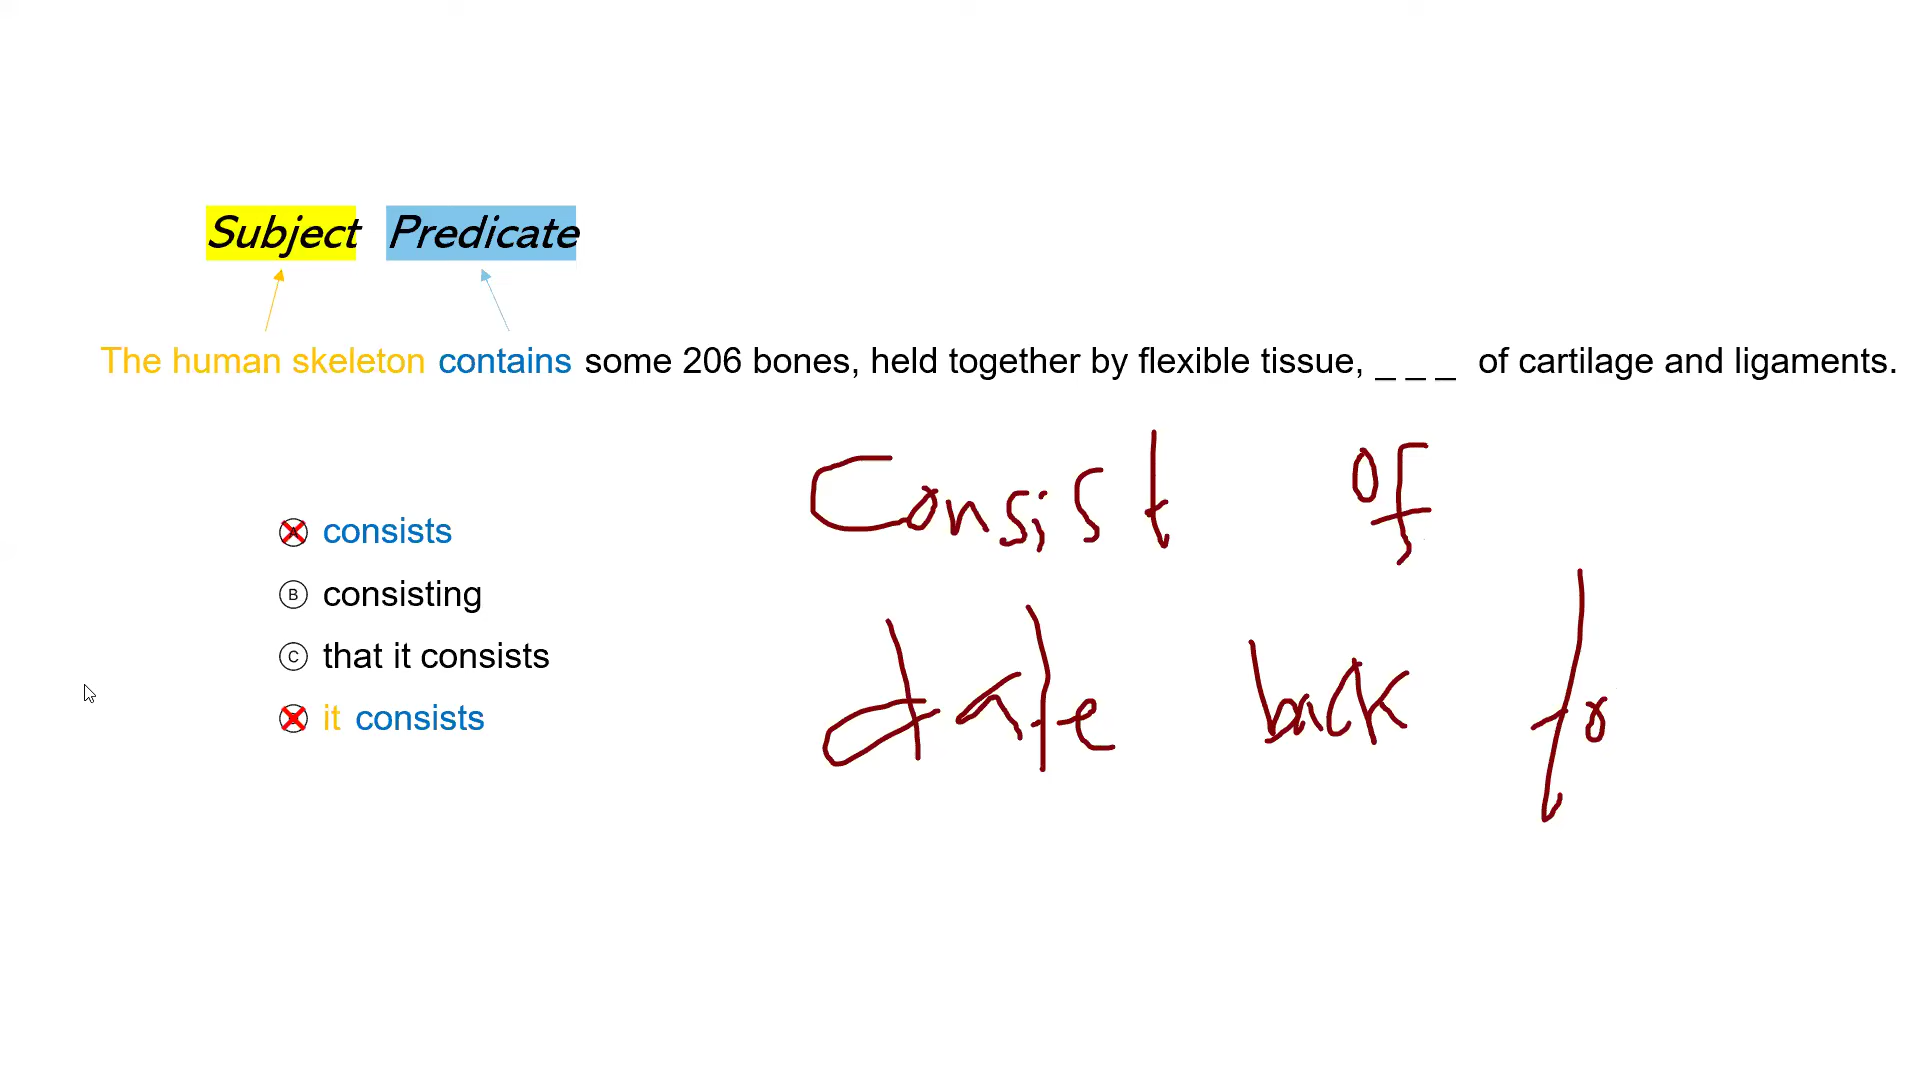 Subject Predicate
The human skeleton contains some 206 bones, held together by flexible tissue, _ _ _ of cartilage and ligaments.
Consist of
consists
B consisting
C that it consists
it consists
date back to